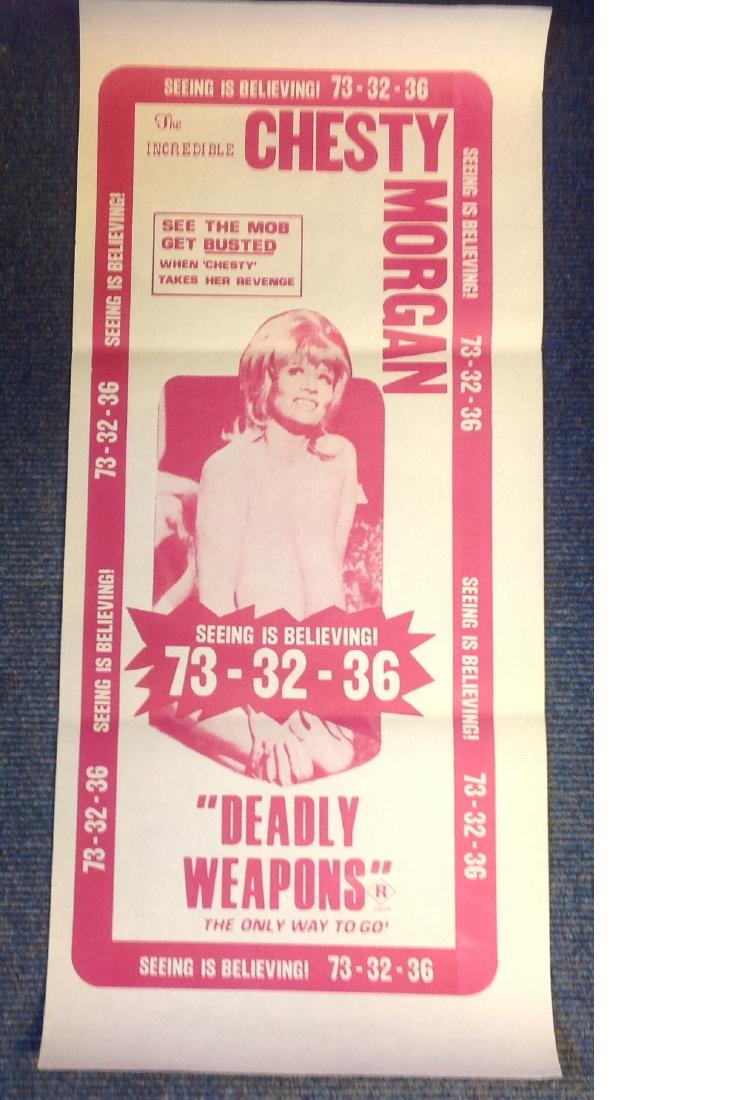 SEEING IS BELIEVING! 73-32-36
The
INCREDIBLE
CHESTY
MORGAN
SEE THE MOB
GET BUSTED
WHEN 'CHESTY'
TAKES HER REVENGE
SEEING IS BELIEVING!
73-32-36
SEEING IS BELIEVING!
73-32-36
SEEING IS BELIEVING!
73-32-36
SEEING IS BELIEVING!
73-32-36
SEEING IS BELIEVING!
73-32-36
"DEADLY
WEAPONS"
R
THE ONLY WAY TO GO!
SEEING IS BELIEVING! 73-32-36